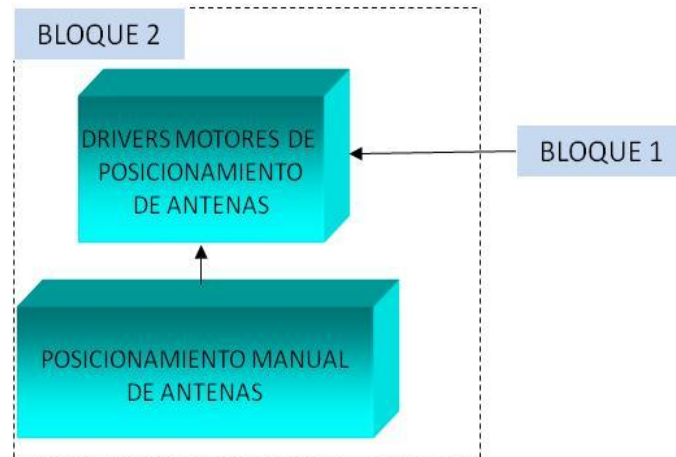 BLOQUE 2
DRIVERS MOTORES DE
POSICIONAMIENTO
DE ANTENAS
BLOQUE 1
POSICIONAMIENTO MANUAL
DE ANTENAS